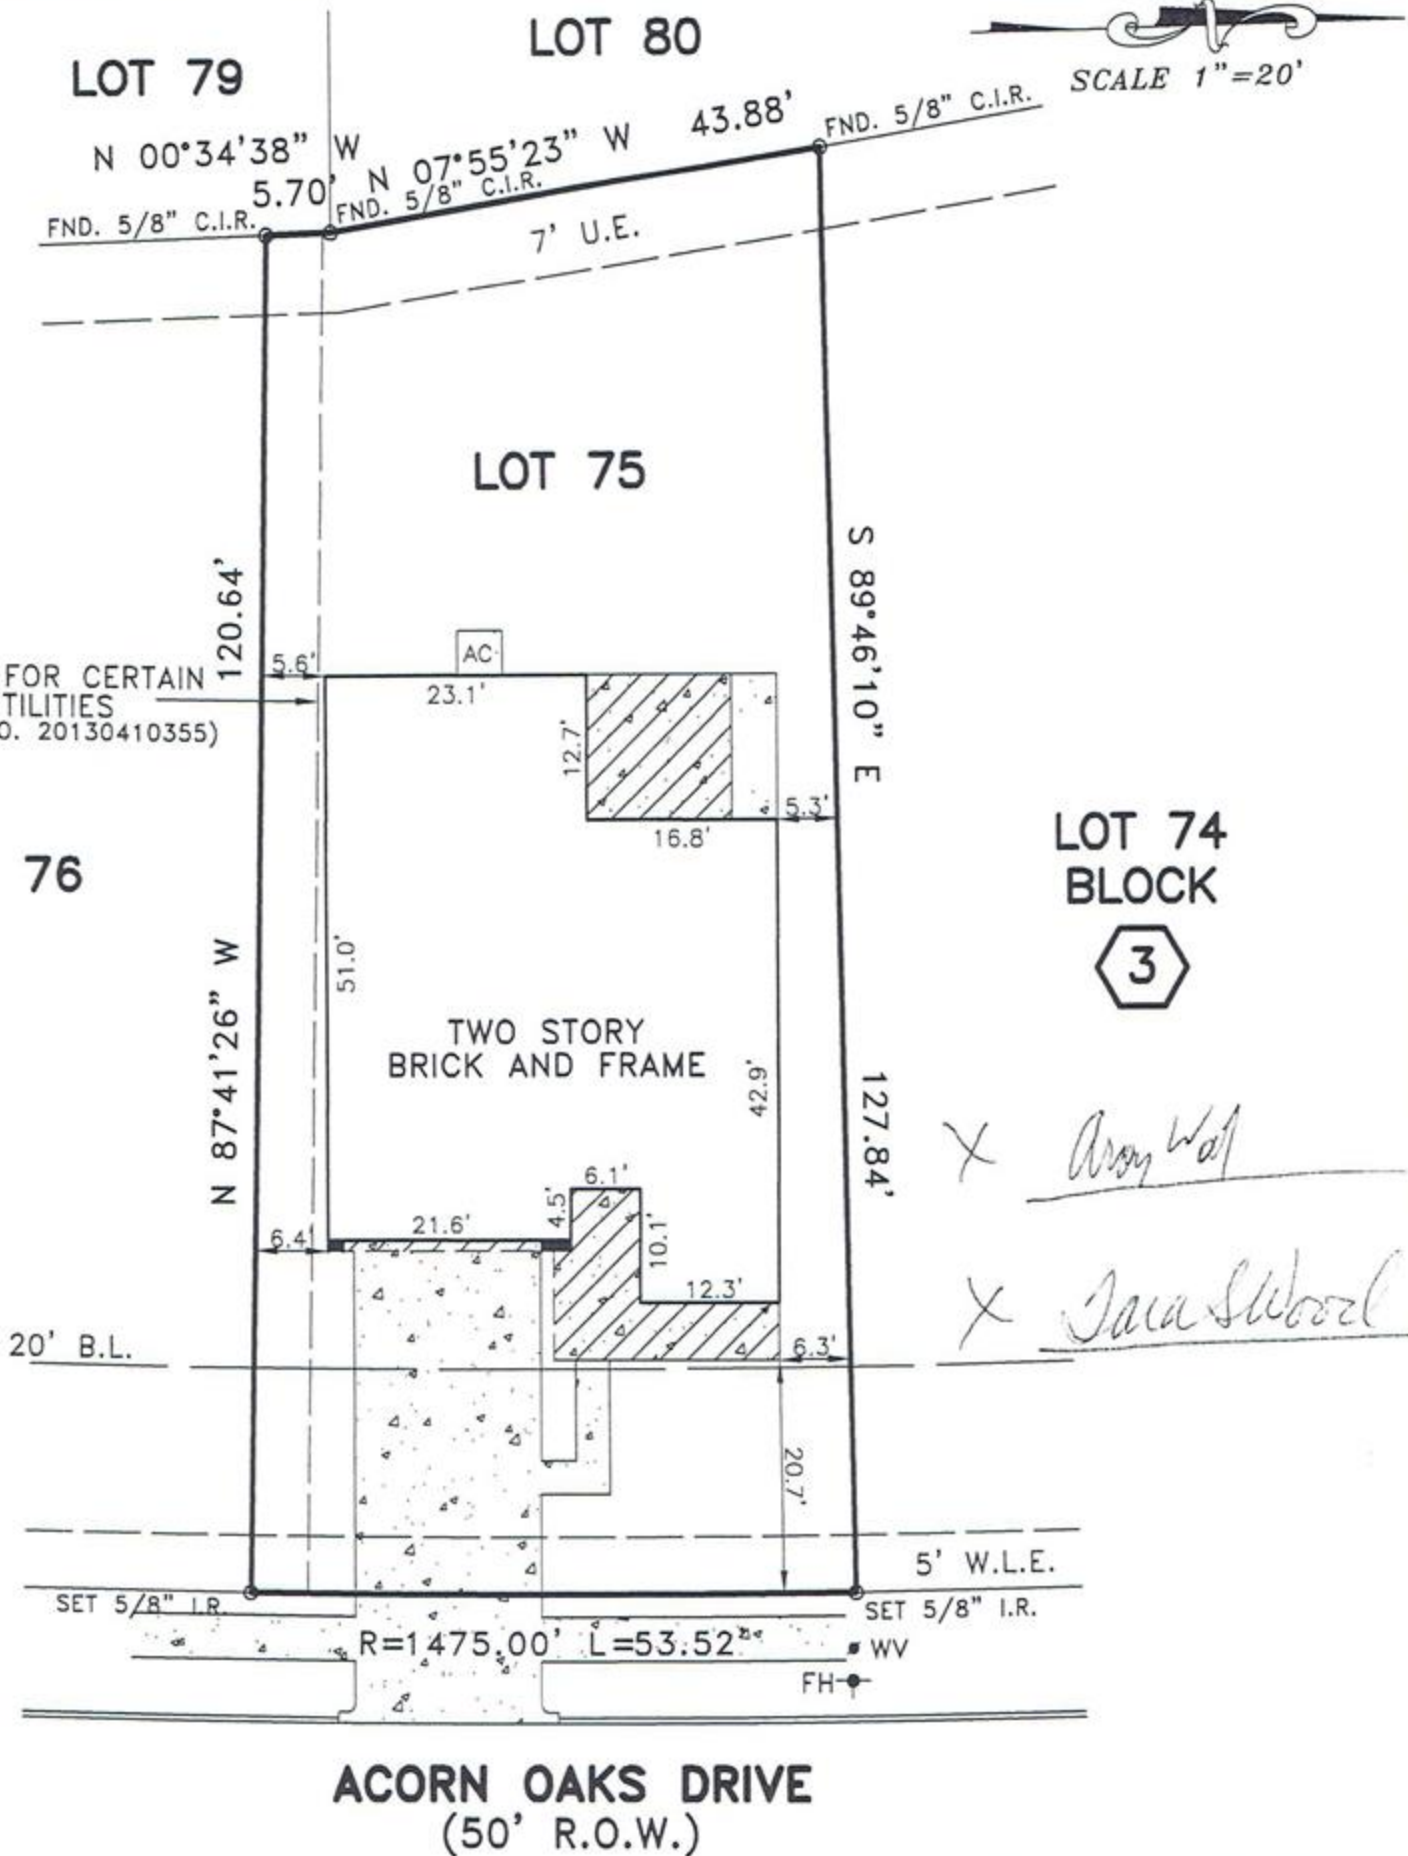 LOT 80
LOT 79
SCALE 1"=20'
N 00°34'38" W
5.70'
N 07°55'23" W
43.88'
FND. 5/8" C.I.R.
FND. 5/8" C.I.R.
FND. 5/8" C.I.R.
7' U.E.
LOT 75
120.64'
S 89°46'10" E
AC
5.6'
FOR CERTAIN
TILITIES
O. 20130410355)
23.1'
12.7'
16.8'
5.3'
LOT 74
BLOCK
3
76
51.0'
N 87°41'26" W
TWO STORY
BRICK AND FRAME
42.9'
127.84'
X
6.1'
4.5'
21.6'
10.1'
6.4'
12.3'
X
20' B.L.
6.3'
20.7'
5' W.L.E.
SET 5/8" I.R.
SET 5/8" I.R.
R=1475.00' L=53.52'
WV
FH
ACORN OAKS DRIVE
(50' R.O.W.)